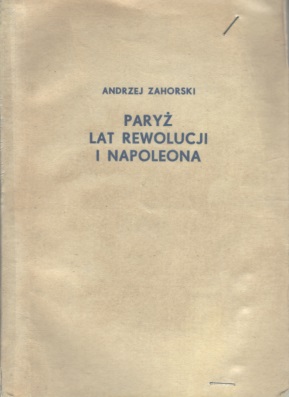 ANDRZEJ ZAHORSKI
PARYŻ
LAT REWOLUCJI
I NAPOLEONA